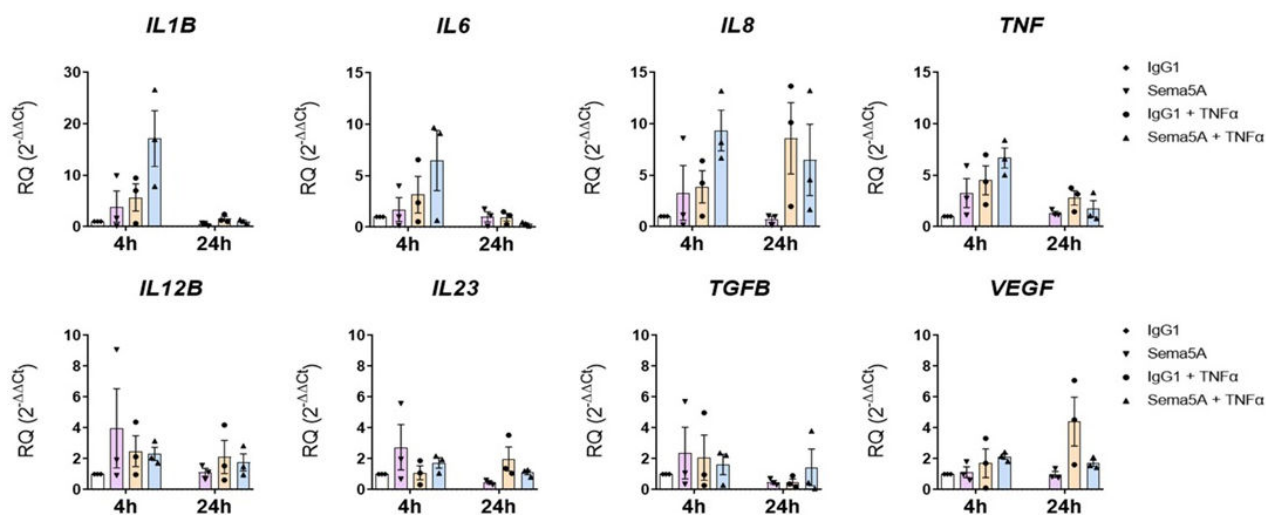 IL1B
IL6
IL8
TNF
RQ (2^-ΔΔCt)
30
20
10
0
4h
24h
RQ (2^-ΔΔCt)
15
10
5
0
4h
24h
RQ (2^-ΔΔCt)
15
10
5
0
4h
24h
RQ (2^-ΔΔCt)
15
10
5
0
4h
24h
IgG1
Sema5A
IgG1 + TNFα
Sema5A + TNFα
IL12B
IL23
TGFB
VEGF
RQ (2^-ΔΔCt)
10
8
6
4
2
0
4h
24h
RQ (2^-ΔΔCt)
10
8
6
4
2
0
4h
24h
RQ (2^-ΔΔCt)
10
8
6
4
2
0
4h
24h
RQ (2^-ΔΔCt)
10
8
6
4
2
0
4h
24h
IgG1
Sema5A
IgG1 + TNFα
Sema5A + TNFα